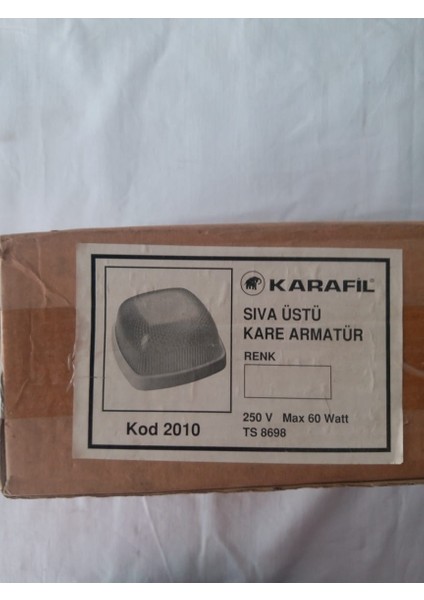 KARAFİL®
SIVA ÜSTÜ
KARE ARMATÜR
RENK
250 V Max 60 Watt
TS 8698
Kod 2010